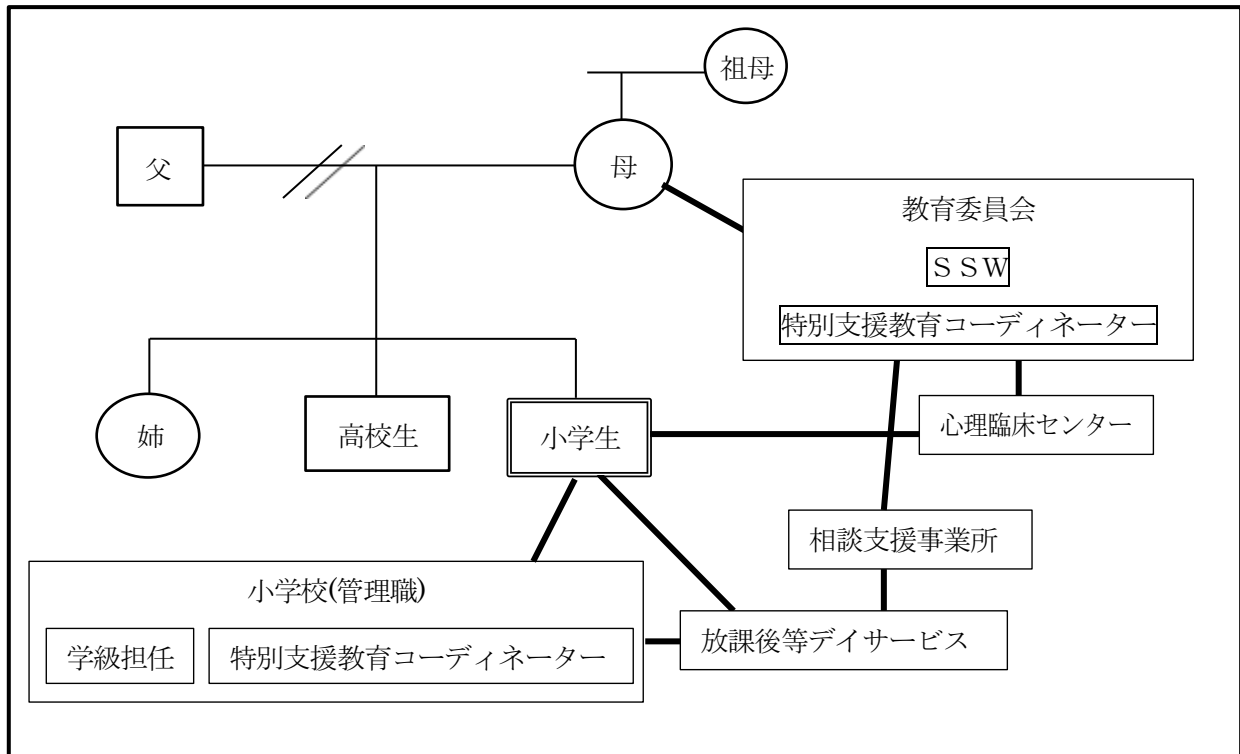 祖母
父
母
教育委員会
ＳＳＷ
特別支援教育コーディネーター
姉
高校生
小学生
心理臨床センター
相談支援事業所
小学校(管理職)
学級担任
特別支援教育コーディネーター
放課後等デイサービス